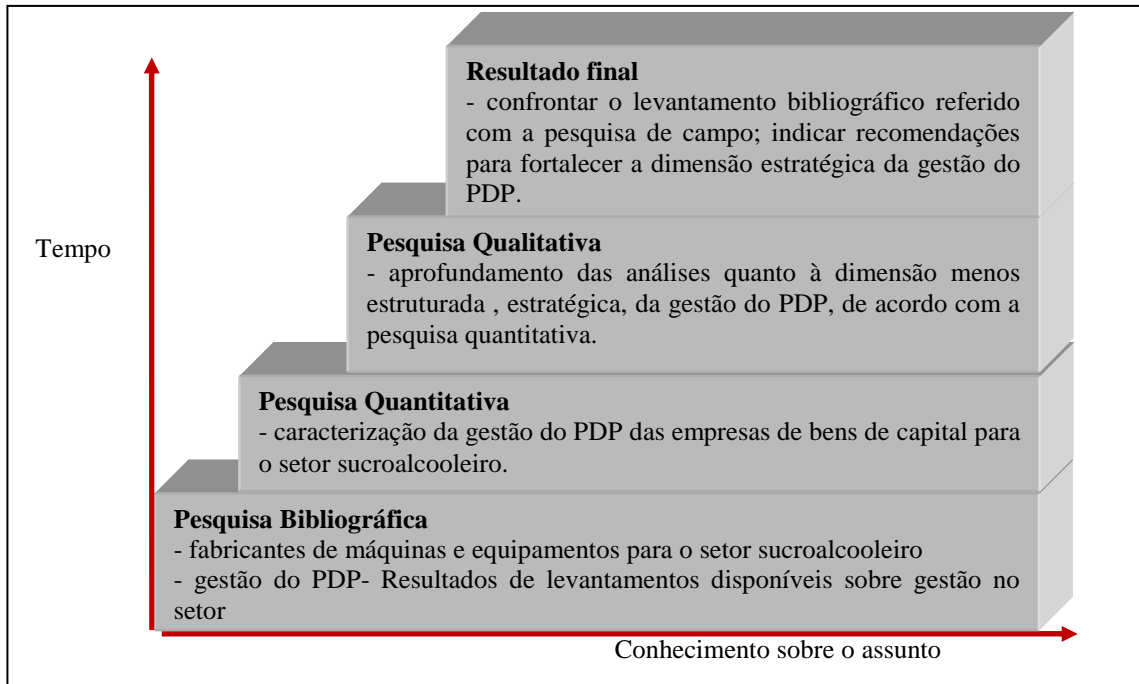 Resultado final
- confrontar o levantamento bibliográfico referido
com a pesquisa de campo; indicar recomendações
para fortalecer a dimensão estratégica da gestão do
PDP.
Tempo
Pesquisa Qualitativa
- aprofundamento das análises quanto à dimensão menos
estruturada , estratégica, da gestão do PDP, de acordo com a
pesquisa quantitativa.
Pesquisa Quantitativa
- caracterização da gestão do PDP das empresas de bens de capital para
o setor sucroalcooleiro.
Pesquisa Bibliográfica
- fabricantes de máquinas e equipamentos para o setor sucroalcooleiro
- gestão do PDP- Resultados de levantamentos disponíveis sobre gestão no
setor
Conhecimento sobre o assunto